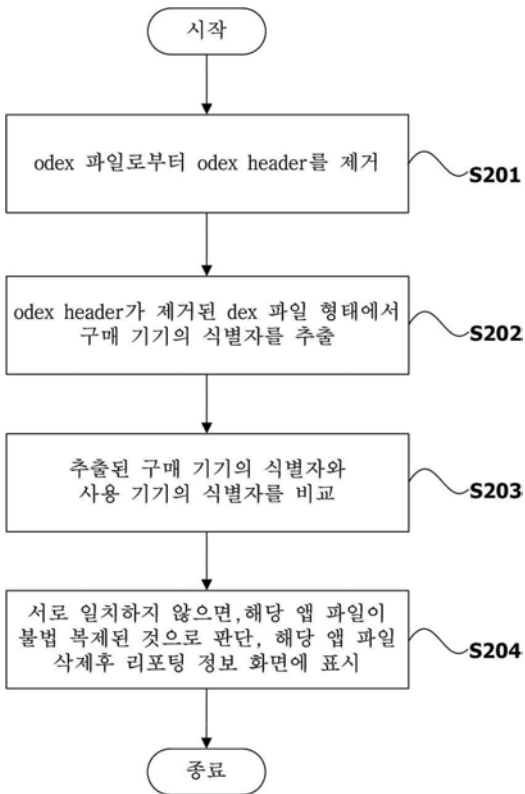 시작
odex 파일로부터 odex header를 제거
S201
odex header가 제거된 dex 파일 형태에서
구매 기기의 식별자를 추출
S202
추출된 구매 기기의 식별자와
사용 기기의 식별자를 비교
S203
서로 일치하지 않으면,해당 앱 파일이
불법 복제된 것으로 판단, 해당 앱 파일
삭제후 리포팅 정보 화면에 표시
S204
종료